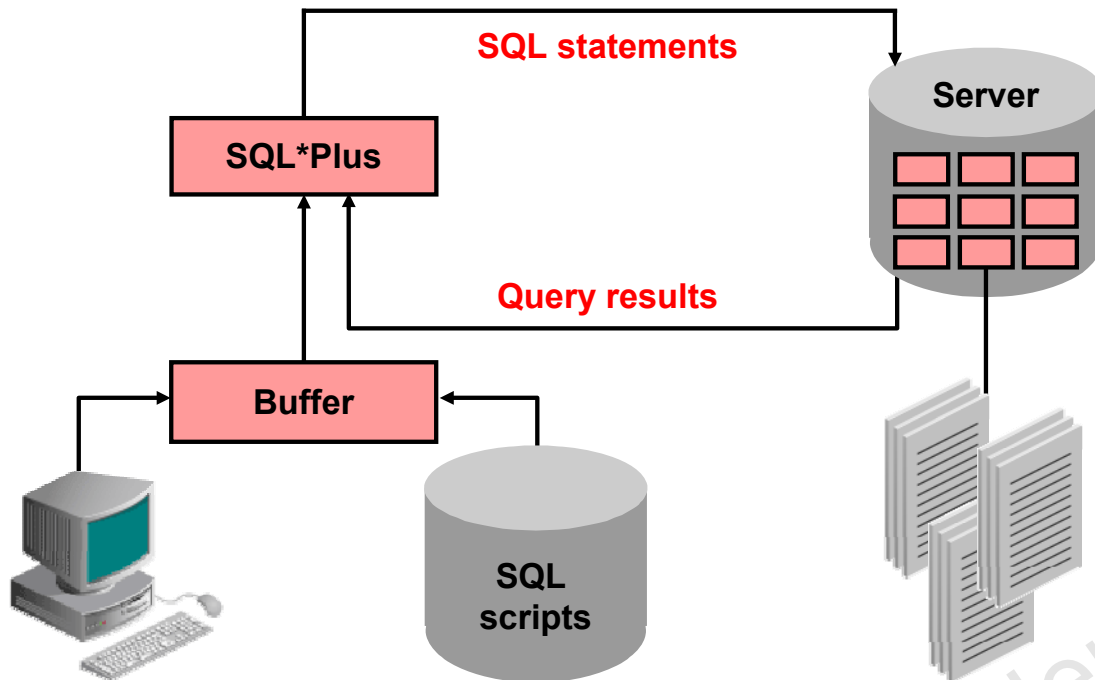 SQL statements
Server
SQL*Plus
Query results
Buffer
SQL
scripts